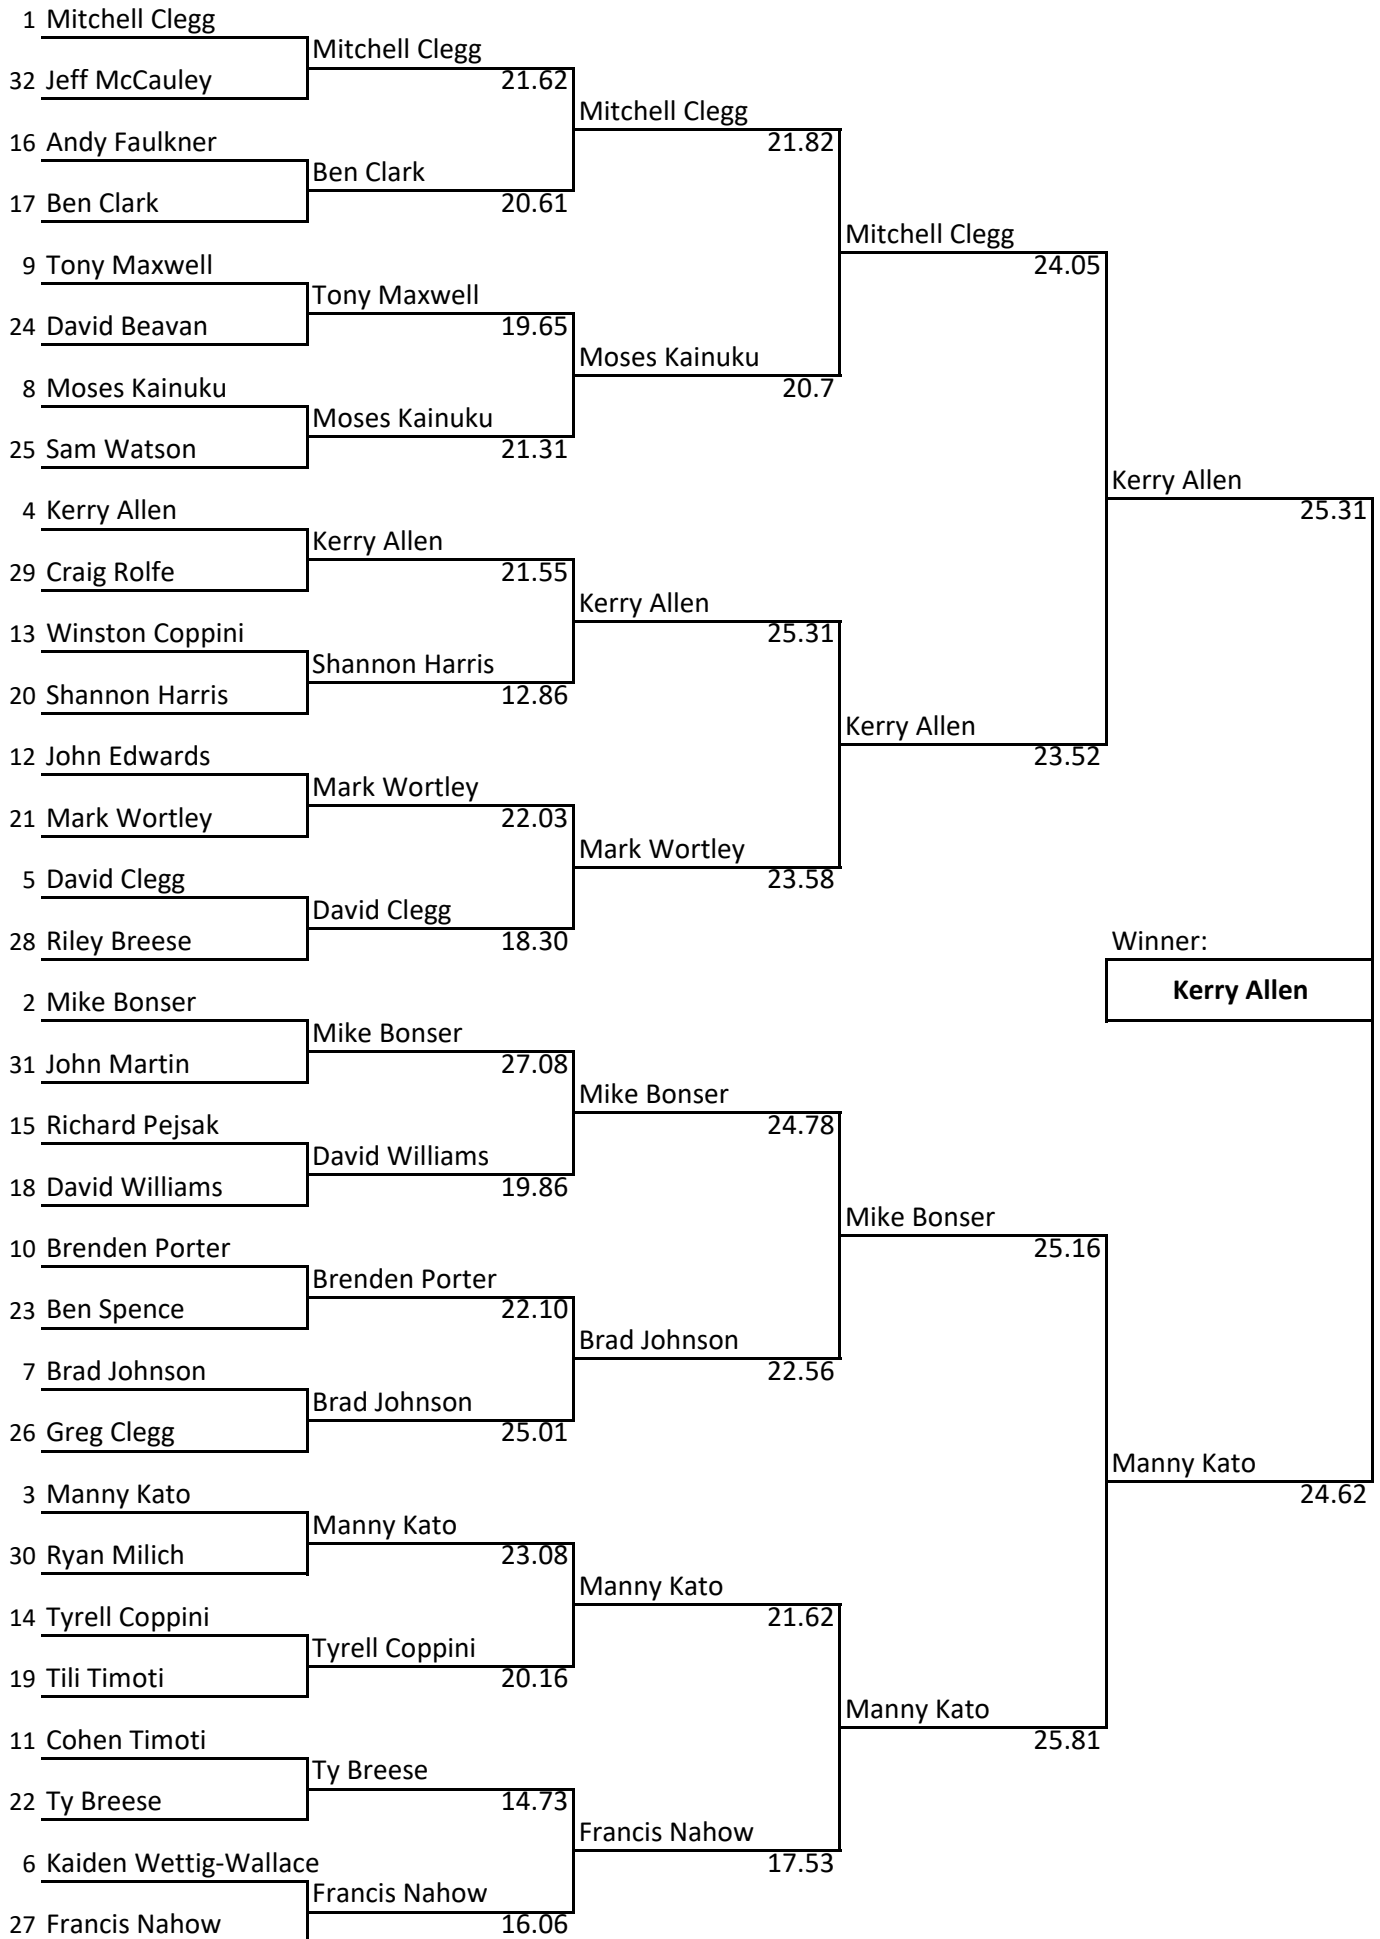 1 Mitchell Clegg
Mitchell Clegg
32 Jeff McCauley
21.62
Mitchell Clegg
16 Andy Faulkner
21.82
Ben Clark
17 Ben Clark
20.61
Mitchell Clegg
9 Tony Maxwell
24.05
Tony Maxwell
24 David Beavan
19.65
Moses Kainuku
8 Moses Kainuku
20.7
Moses Kainuku
25 Sam Watson
21.31
Kerry Allen
4 Kerry Allen
25.31
Kerry Allen
29 Craig Rolfe
21.55
Kerry Allen
13 Winston Coppini
25.31
Shannon Harris
20 Shannon Harris
12.86
Kerry Allen
12 John Edwards
23.52
Mark Wortley
21 Mark Wortley
22.03
Mark Wortley
5 David Clegg
23.58
David Clegg
28 Riley Breese
18.30
Winner:
Kerry Allen
2 Mike Bonser
Mike Bonser
31 John Martin
27.08
Mike Bonser
15 Richard Pejsak
24.78
David Williams
18 David Williams
19.86
Mike Bonser
10 Brenden Porter
25.16
Brenden Porter
23 Ben Spence
22.10
Brad Johnson
7 Brad Johnson
22.56
Brad Johnson
26 Greg Clegg
25.01
Manny Kato
3 Manny Kato
24.62
Manny Kato
30 Ryan Milich
23.08
Manny Kato
14 Tyrell Coppini
21.62
Tyrell Coppini
19 Tili Timoti
20.16
Manny Kato
11 Cohen Timoti
25.81
Ty Breese
22 Ty Breese
14.73
Francis Nahow
6 Kaiden Wettig-Wallace
17.53
Francis Nahow
27 Francis Nahow
16.06